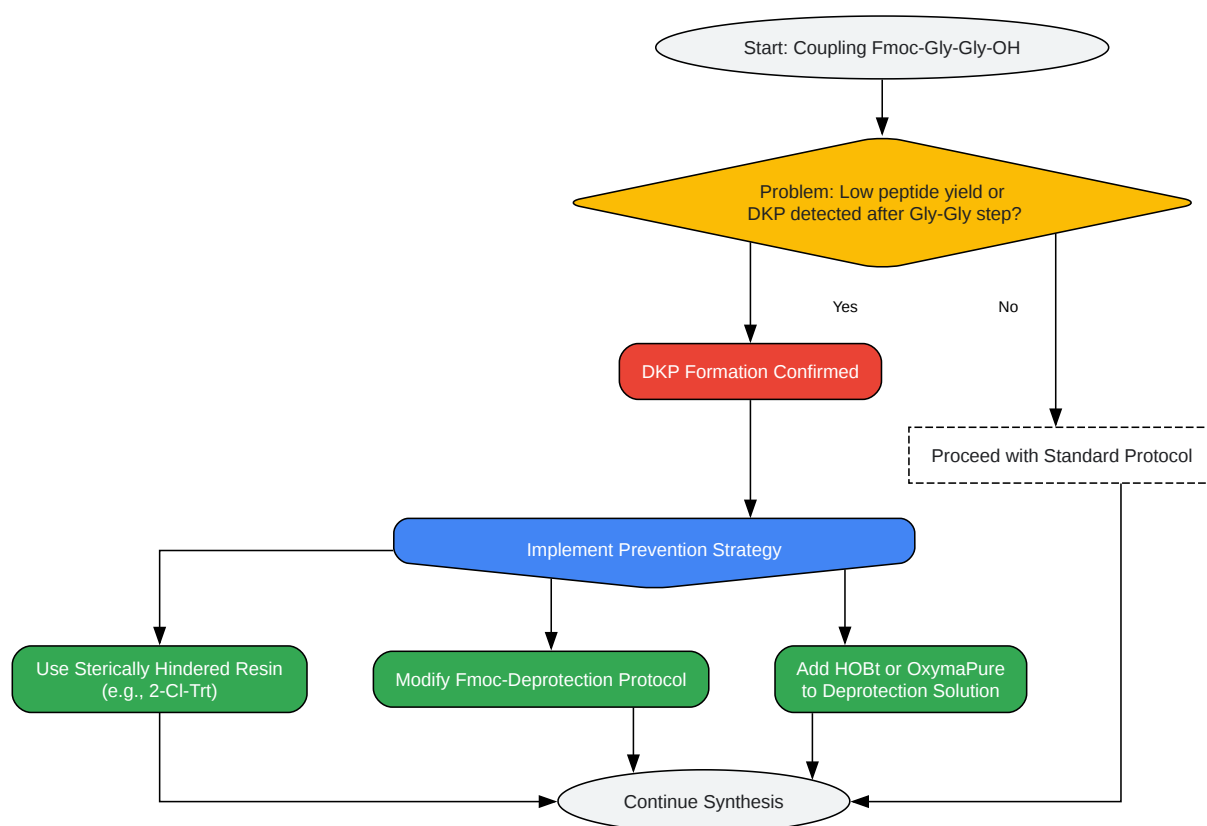 Start: Coupling Fmoc-Gly-Gly-OH
Problem: Low peptide yield or
DKP detected after Gly-Gly step?
Yes
No
DKP Formation Confirmed
Proceed with Standard Protocol
Implement Prevention Strategy
Use Sterically Hindered Resin
(e.g., 2-Cl-Trt)
Modify Fmoc-Deprotection Protocol
Add HOBt or OxymaPure
to Deprotection Solution
Continue Synthesis